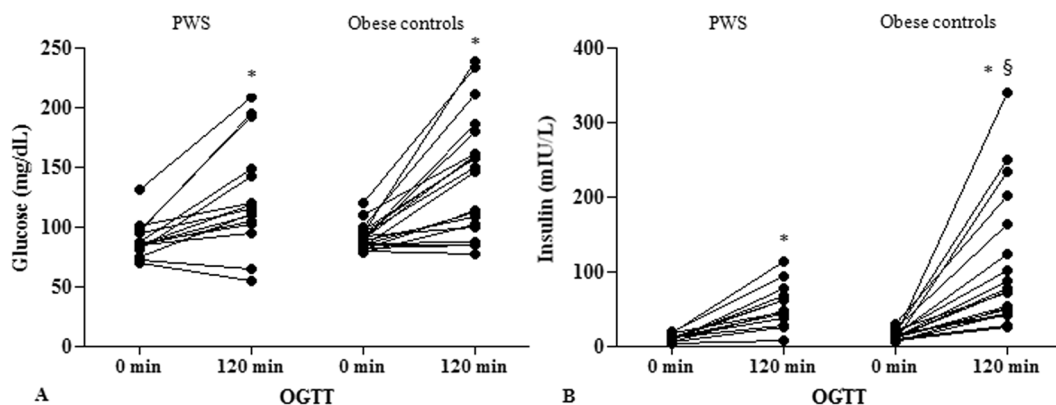 PWS
Obese controls
PWS
Obese controls
Glucose (mg/dL)
250
200
150
100
50
0
*
*
0 min
120 min
0 min
120 min
A
OGTT
Insulin (mIU/L)
400
300
200
100
0
*
* §
0 min
120 min
0 min
120 min
B
OGTT